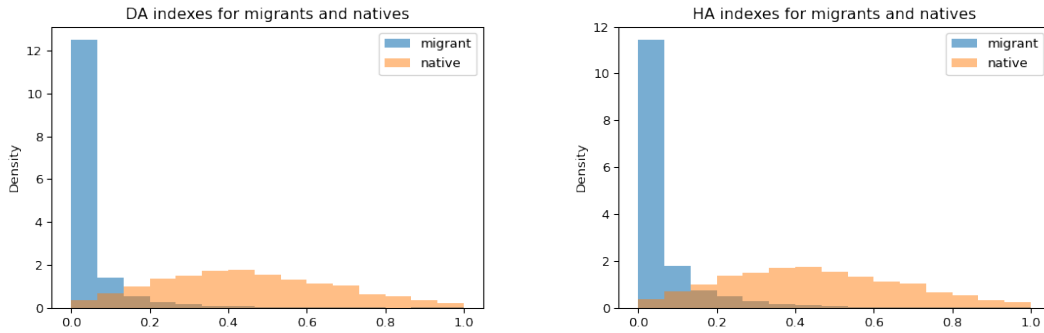 DA indexes for migrants and natives
12
10
8
6
4
2
0
Density
migrant
native
0.0 0.2 0.4 0.6 0.8 1.0
HA indexes for migrants and natives
12
10
8
6
4
2
0
Density
migrant
native
0.0 0.2 0.4 0.6 0.8 1.0